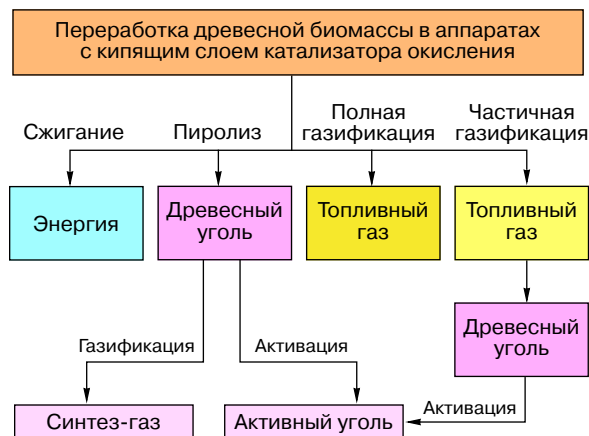 Переработка древесной биомассы в аппаратах
с кипящим слоем катализатора окисления
Сжигание
Пиролиз
Полная
газификация
Частичная
газификация
Энергия
Древесный
уголь
Топливный
газ
Топливный
газ
Древесный
уголь
Газификация
Активация
Активация
Синтез-газ
Активный уголь